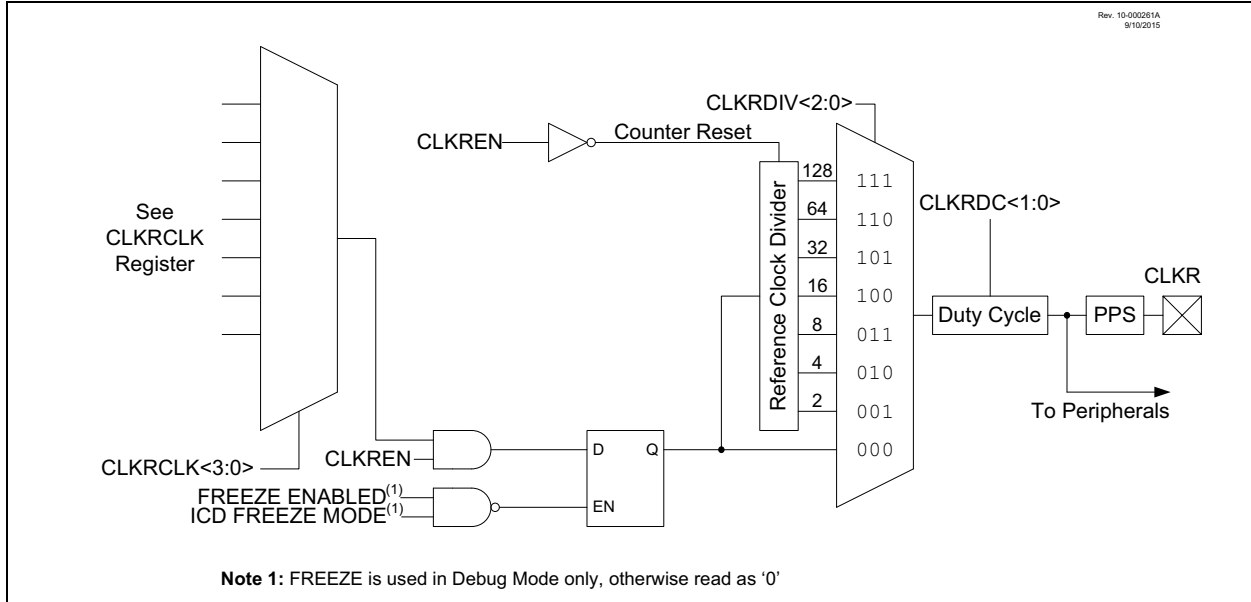 Rev. 10-000261A
9/10/2015
CLKRDIV<2:0>
CLKREN
Counter Reset
See
CLKRCLK
Register
Reference Clock Divider
128
111
64
110
32
101
16
100
8
011
4
010
2
001
000
CLKRDC<1:0>
CLKR
Duty Cycle
PPS
To Peripherals
CLKRCLK<3:0>
CLKREN
D
Q
EN
FREEZE ENABLED(1)
ICD FREEZE MODE(1)
Note 1: FREEZE is used in Debug Mode only, otherwise read as ‘0’